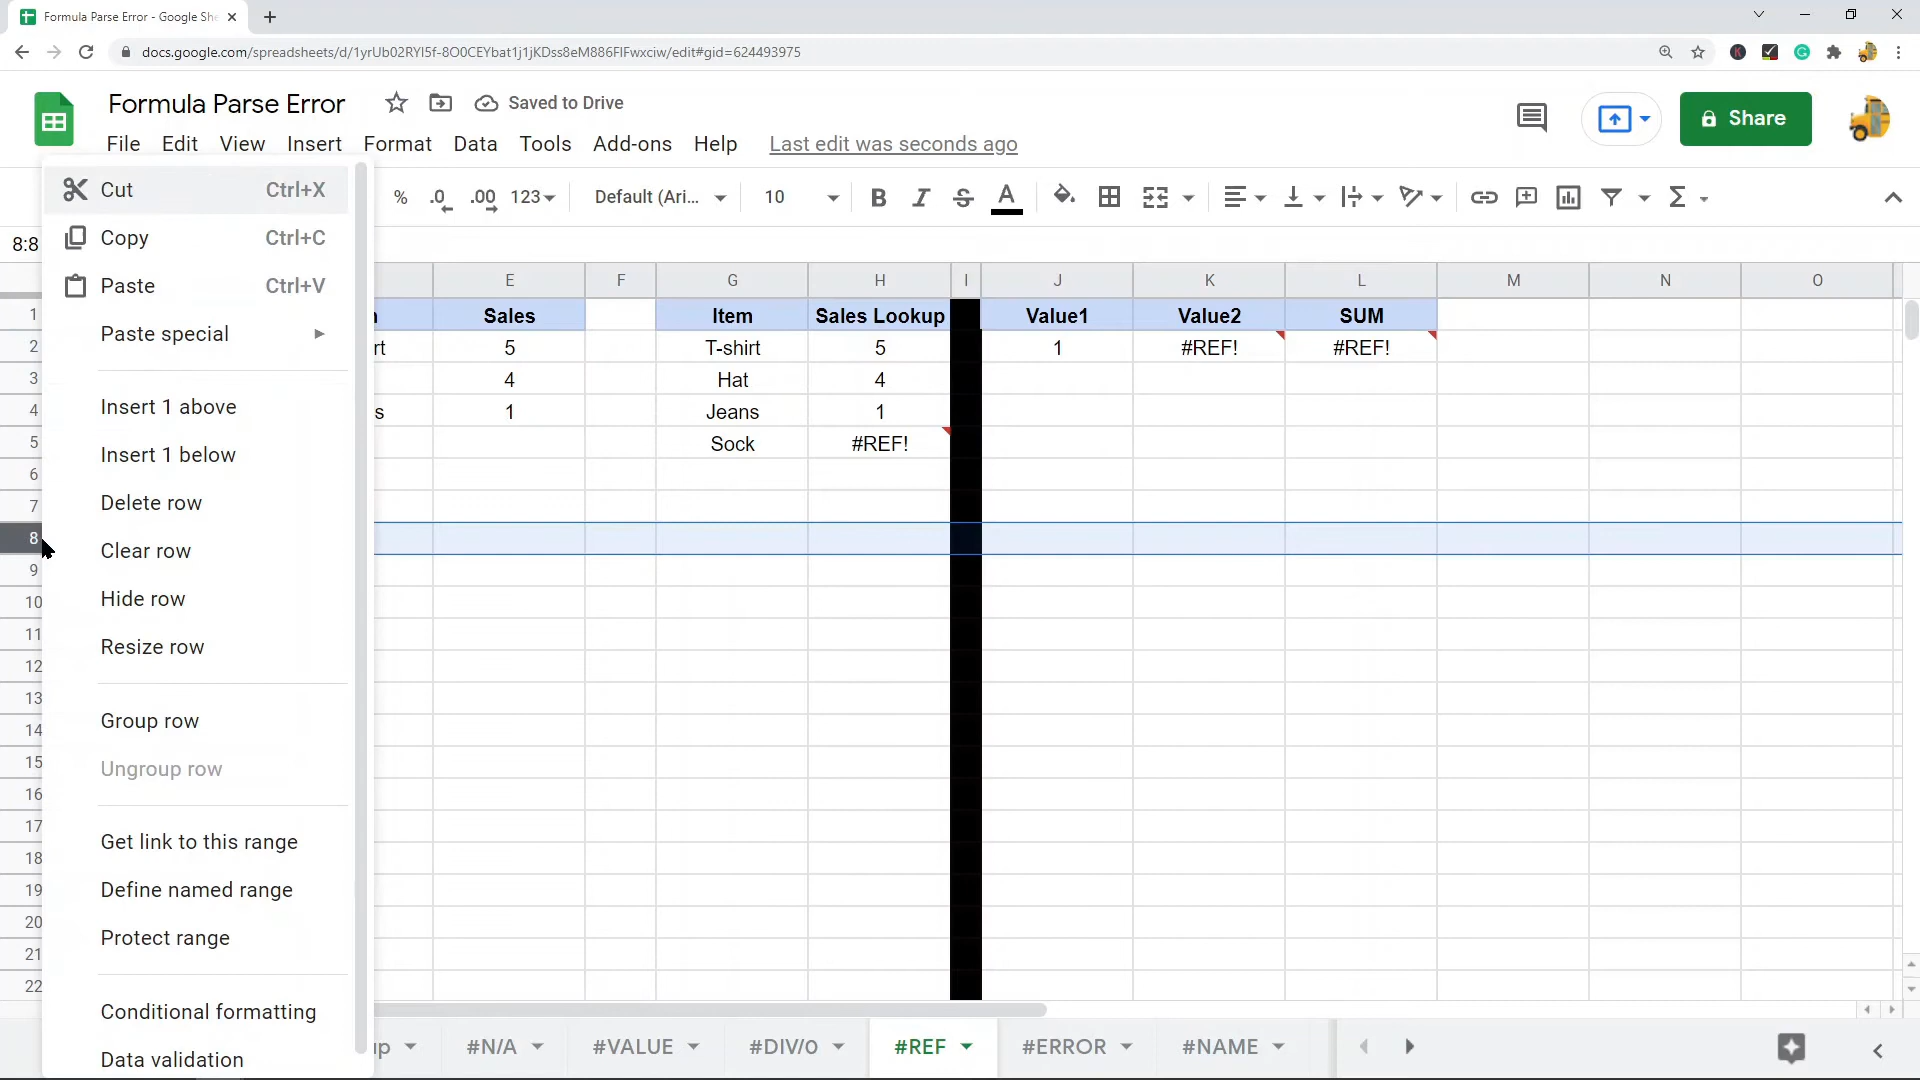 Formula Parse Error - Google She
docs.google.com/spreadsheets/d/1yrUb02RYl5f-8O0CEYbat1j1jKDss8eM886FlFwxciw/edit#gid=624493975
Formula Parse Error
Saved to Drive
Share
File Edit View Insert Format Data Tools Add-ons Help Last edit was seconds ago
% .0 .00 123 Default (Ari... 10 B I S A
8:8
Cut Ctrl+X
Copy Ctrl+C
Paste Ctrl+V
Paste special
Insert 1 above
Insert 1 below
Delete row
Clear row
Hide row
Resize row
Group row
Ungroup row
Get link to this range
Define named range
Protect range
Conditional formatting
Data validation
E F G H I J K L M N O
1 Sales Item Sales Lookup Value1 Value2 SUM
2 rt 5 T-shirt 5 1 #REF! #REF!
3 4 Hat 4
4 s 1 Jeans 1
5 Sock #REF!
6
7
8
9
10
11
12
13
14
15
16
17
18
19
20
21
22
up #N/A #VALUE #DIV/0 #REF #ERROR #NAME